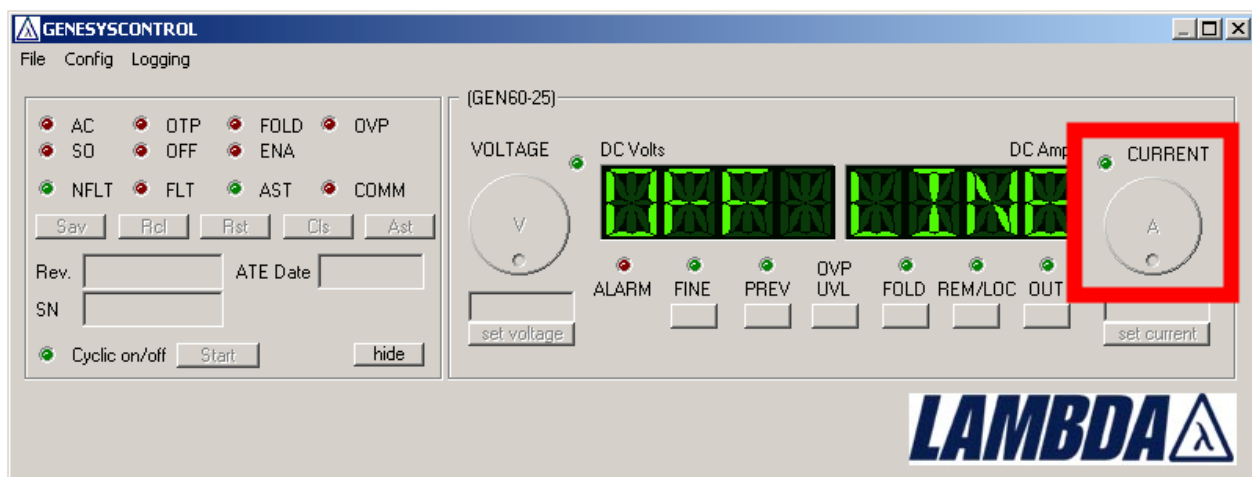 GENESYSCONTROL
File Config Logging
(GEN60-25)
AC OTP FOLD OVP
SO OFF ENA
NFLT FLT AST COMM
Sav Rcl Rst Cls Ast
Rev. ATE Date
SN
Cyclic on/off Start hide
VOLTAGE DC Volts DC Amp CURRENT
V OFF LINE A
ALARM FINE PREV OVP UVL FOLD REM/LOC OUT
set voltage set current
LAMBDA λ